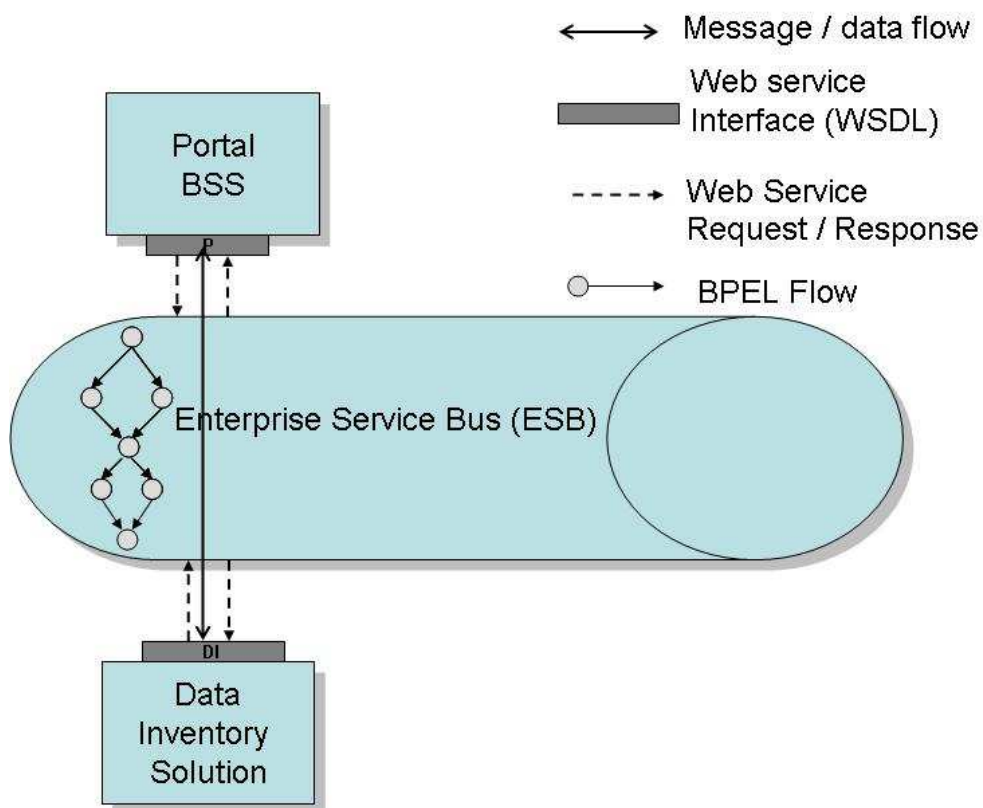 Message / data flow
Web service
Interface (WSDL)
Web Service
Request / Response
BPEL Flow
Portal
BSS
P
Enterprise Service Bus (ESB)
DI
Data
Inventory
Solution